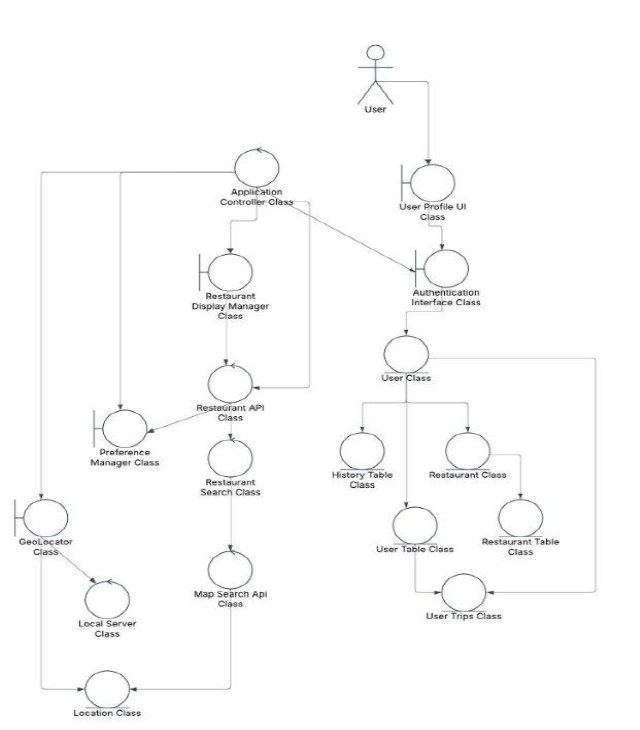 User
Application
Controller Class
User Profile UI
Class
Restaurant
Display Manager
Class
Authentication
Interface Class
User Class
Restaurant API
Class
Preference
Manager Class
Restaurant
Search Class
History Table
Class
Restaurant Class
GeoLocator
Class
User Table Class
Restaurant Table
Class
Map Search Api
Class
Local Server
Class
User Trips Class
Location Class